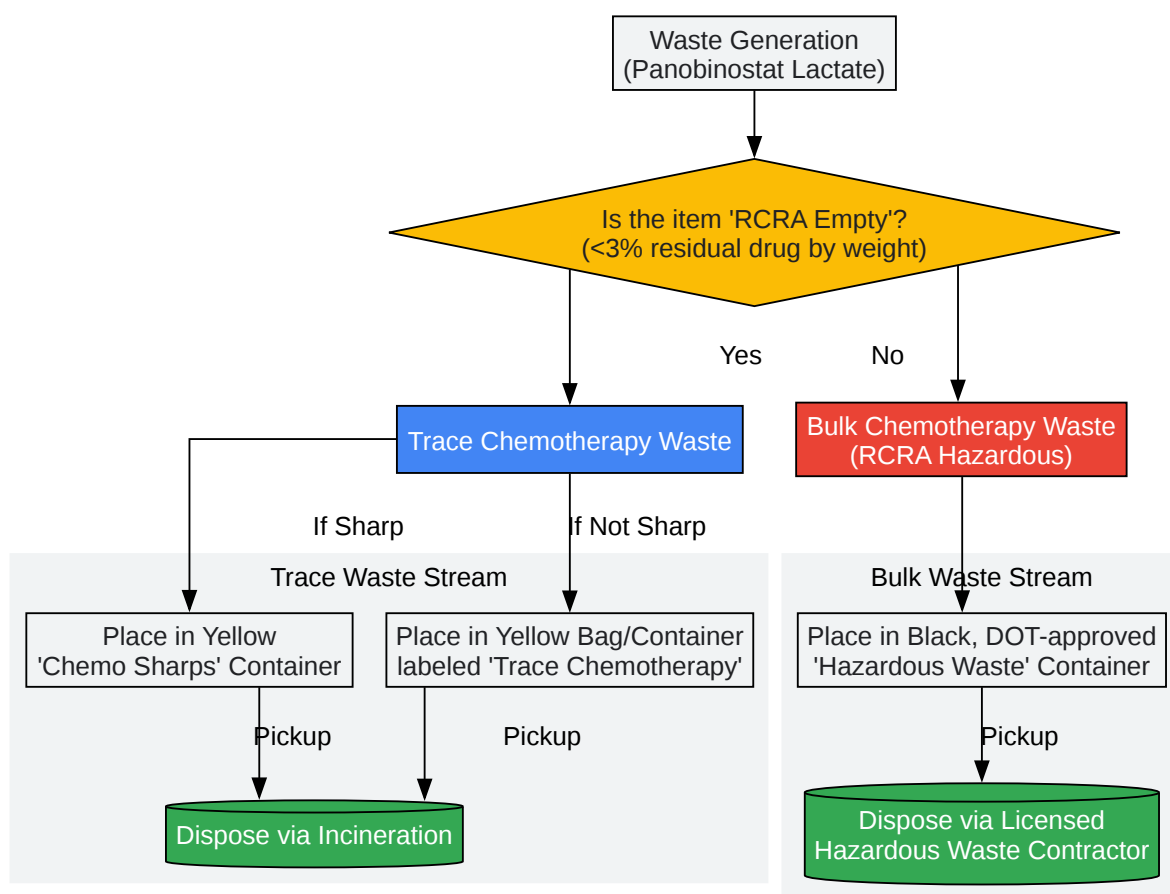 Waste Generation
(Panobinostat Lactate)
Is the item 'RCRA Empty'?
(<3% residual drug by weight)
Yes
No
Trace Chemotherapy Waste
Bulk Chemotherapy Waste
(RCRA Hazardous)
If Sharp
If Not Sharp
Trace Waste Stream
Bulk Waste Stream
Place in Yellow
'Chemo Sharps' Container
Place in Yellow Bag/Container
labeled 'Trace Chemotherapy'
Place in Black, DOT-approved
'Hazardous Waste' Container
Pickup
Pickup
Pickup
Dispose via Incineration
Dispose via Licensed
Hazardous Waste Contractor